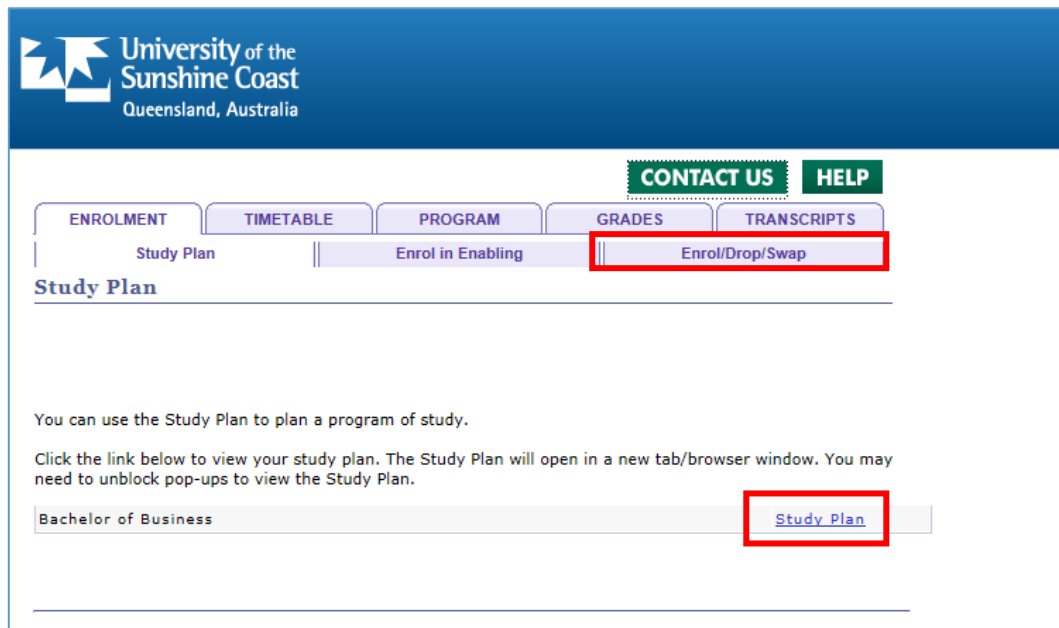 University of the
Sunshine Coast
Queensland, Australia
CONTACT US HELP
ENROLMENT TIMETABLE PROGRAM GRADES TRANSCRIPTS
Study Plan Enrol in Enabling Enrol/Drop/Swap
Study Plan
You can use the Study Plan to plan a program of study.
Click the link below to view your study plan. The Study Plan will open in a new tab/browser window. You may
need to unblock pop-ups to view the Study Plan.
Bachelor of Business Study Plan